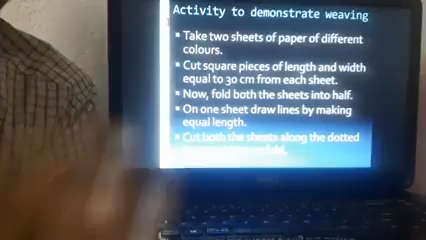 Activity to demonstrate weaving
▪ Take two sheets of paper of different
colours.
▪ Cut square pieces of length and width
equal to 30 cm from each sheet.
▪ Now, fold both the sheets into half.
▪ On one sheet draw lines by making
equal length.
▪ Cut both the sheets along the dotted